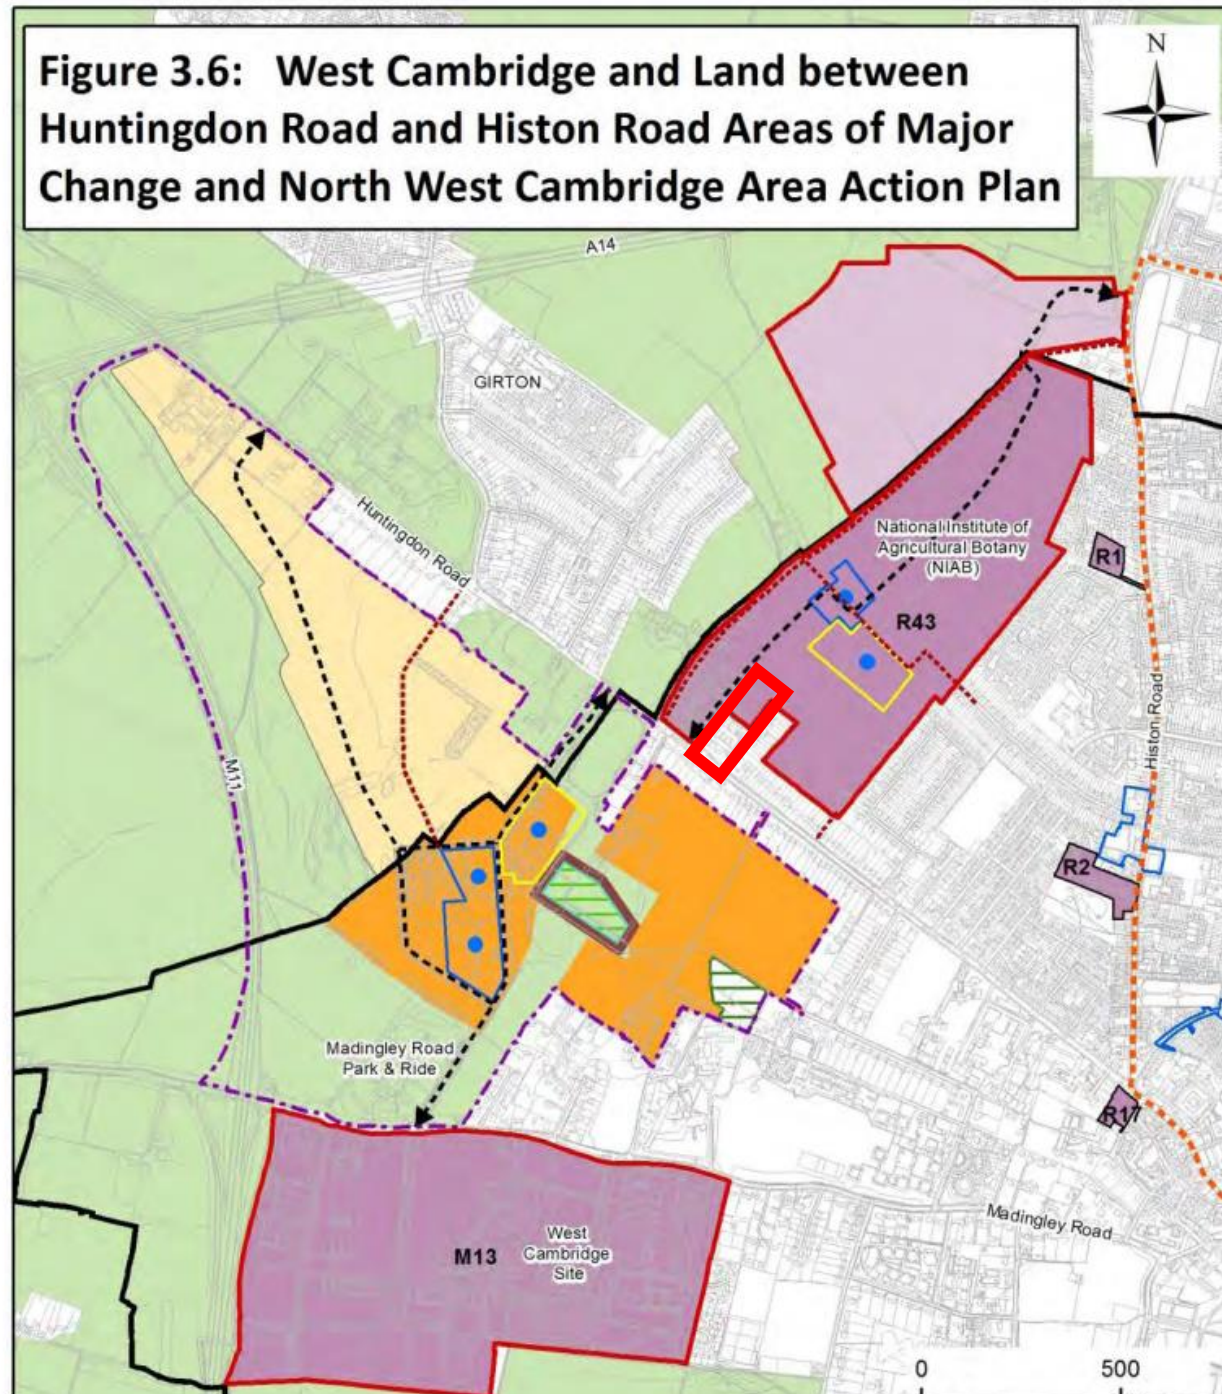 Figure 3.6: West Cambridge and Land between
Huntingdon Road and Histon Road Areas of Major
Change and North West Cambridge Area Action Plan
N
A14
GIRTON
Huntingdon Road
National Institute of
Agricultural Botany
(NIAB)
R1
R43
M11
Histon Road
R2
Madingley Road
Park & Ride
R17
Madingley Road
West
Cambridge
Site
M13
0 500